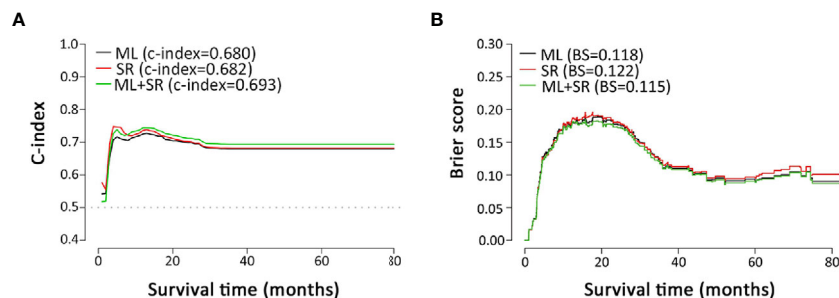 A
1.0
0.9
0.8
0.7
0.6
0.5
0.4
C-index
ML (c-index=0.680)
SR (c-index=0.682)
ML+SR (c-index=0.693)
0
20
40
60
80
Survival time (months)
B
0.30
0.25
0.20
0.15
0.10
0.05
0.00
Brier score
ML (BS=0.118)
SR (BS=0.122)
ML+SR (BS=0.115)
0
20
40
60
80
Survival time (months)